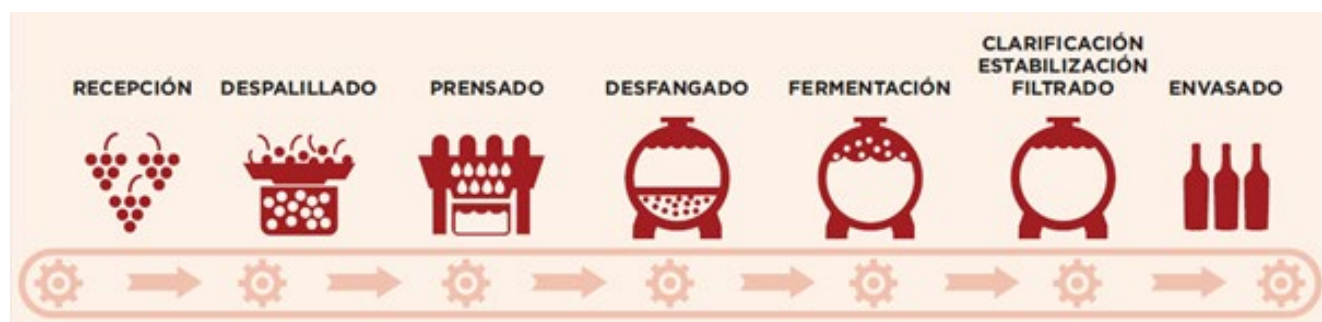 RECEPCIÓN
DESPALILLADO
PRENSADO
DESFANGADO
FERMENTACIÓN
CLARIFICACIÓN
ESTABILIZACIÓN
FILTRADO
ENVASADO